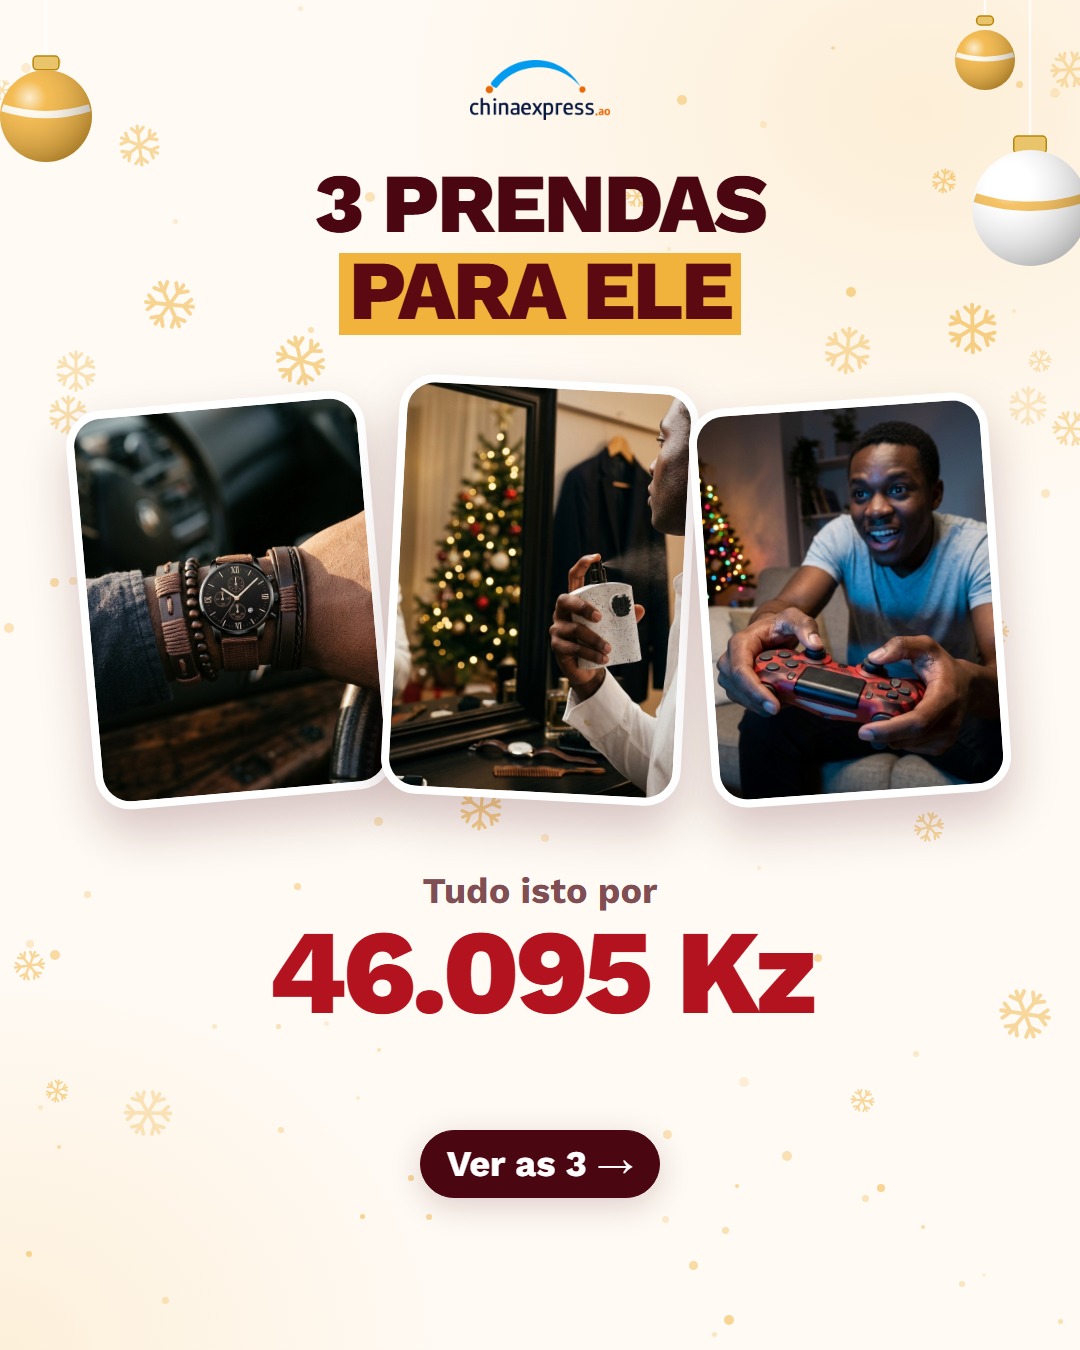 chinaexpress.ao
3 PRENDAS
PARA ELE
Tudo isto por
46.095 Kz
Ver as 3 →